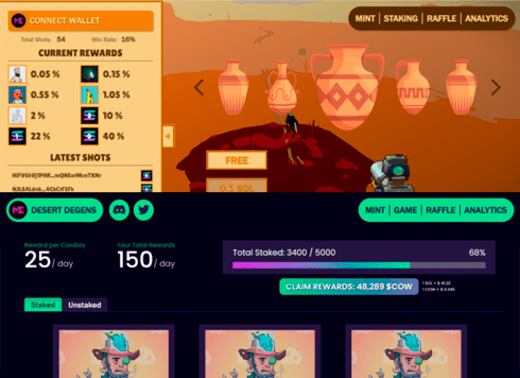 CONNECT WALLET
MINT | STAKING | RAFFLE | ANALYTICS
Total Shots: 54 Win Rate: 16%
CURRENT REWARDS
0.05 % 0.15 %
0.55 % 1.05 %
2 % 10 %
22 % 40 %
LATEST SHOTS
FREE
0.1 SOL
DESERT DEGENS
MINT | GAME | RAFFLE | ANALYTICS
Reward per Cowboy
25/ day
Your Total Rewards
150/ day
Total Staked: 3400 / 5000 68%
CLAIM REWARDS: 48,289 $COW
Staked Unstaked